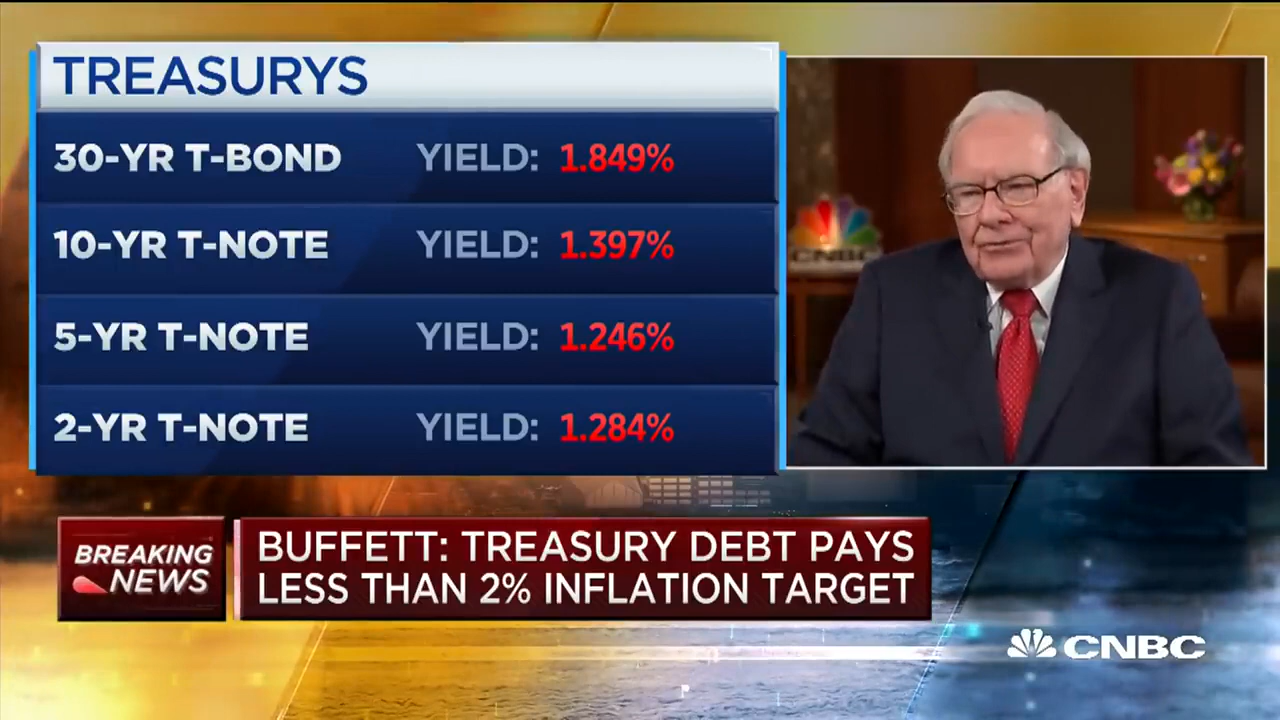 TREASURYS
30-YR T-BOND YIELD: 1.849%
10-YR T-NOTE YIELD: 1.397%
5-YR T-NOTE YIELD: 1.246%
2-YR T-NOTE YIELD: 1.284%
CNBC
BREAKING
NEWS
BUFFETT: TREASURY DEBT PAYS
LESS THAN 2% INFLATION TARGET
CNBC